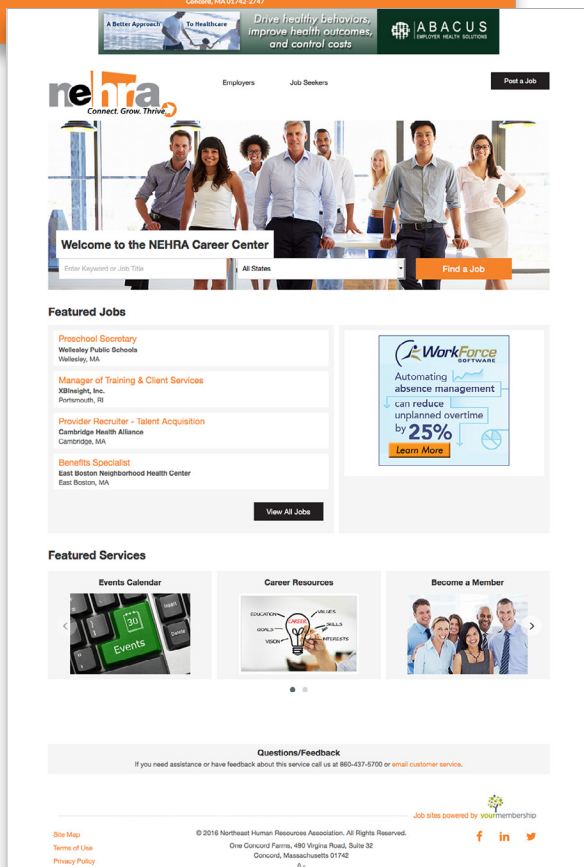 Concord, MA 01742-2747
A Better Approach To Healthcare
Drive healthy behaviors,
improve health outcomes,
and control costs
ABACUS
EMPLOYER HEALTH SOLUTIONS
nehra
Connect. Grow. Thrive.
Employers Job Seekers Post a Job
Welcome to the NEHRA Career Center
Enter Keyword or Job Title All States Find a Job
Featured Jobs
Preschool Secretary
Wellesley Public Schools
Wellesley, MA
Manager of Training & Client Services
XBInsight, Inc.
Portsmouth, RI
Provider Recruiter - Talent Acquisition
Cambridge Health Alliance
Cambridge, MA
Benefits Specialist
East Boston Neighborhood Health Center
East Boston, MA
View All Jobs
WorkForce
SOFTWARE
Automating
absence management
can reduce
unplanned overtime
by 25%
Learn More
Featured Services
Events Calendar
Insert
30
Delete
Events
Career Resources
EDUCATION
VALUES
CAREER
SKILLS
GOALS
INTERESTS
VISION
Become a Member
Questions/Feedback
If you need assistance or have feedback about this service call us at 860-437-5700 or email customer service.
Job sites powered by yourmembership
Site Map
Terms of Use
Privacy Policy
© 2016 Northeast Human Resources Association. All Rights Reserved.
One Concord Farms, 490 Virgina Road, Suite 32
Concord, Massachusetts 01742